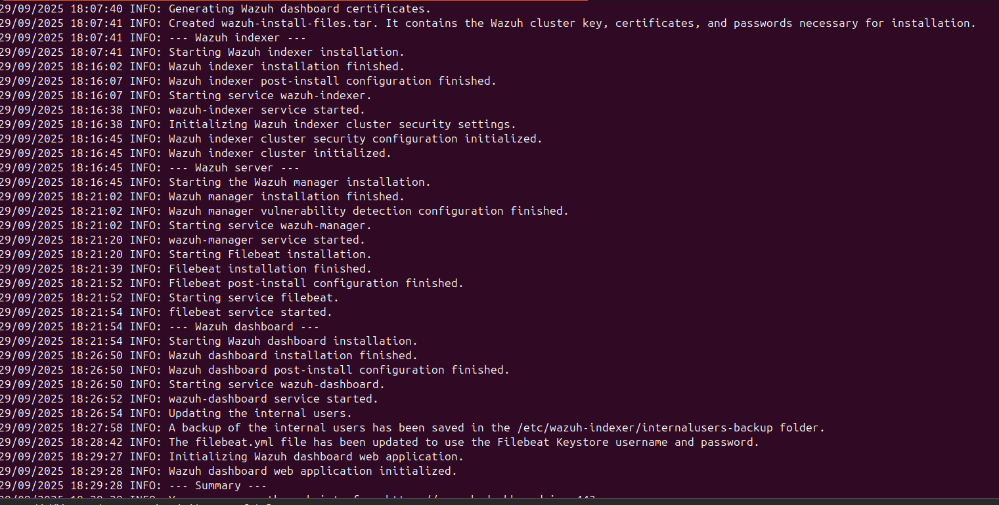 29/09/2025 18:07:40 INFO: Generating Wazuh dashboard certificates.
29/09/2025 18:07:41 INFO: Created wazuh-install-files.tar. It contains the Wazuh cluster key, certificates, and passwords necessary for installation.
29/09/2025 18:07:41 INFO: --- Wazuh indexer ---
29/09/2025 18:07:41 INFO: Starting Wazuh indexer installation.
29/09/2025 18:16:02 INFO: Wazuh indexer installation finished.
29/09/2025 18:16:07 INFO: Wazuh indexer post-install configuration finished.
29/09/2025 18:16:07 INFO: Starting service wazuh-indexer.
29/09/2025 18:16:38 INFO: wazuh-indexer service started.
29/09/2025 18:16:38 INFO: Initializing Wazuh indexer cluster security settings.
29/09/2025 18:16:45 INFO: Wazuh indexer cluster security configuration initialized.
29/09/2025 18:16:45 INFO: Wazuh indexer cluster initialized.
29/09/2025 18:16:45 INFO: --- Wazuh server ---
29/09/2025 18:16:45 INFO: Starting the Wazuh manager installation.
29/09/2025 18:21:02 INFO: Wazuh manager installation finished.
29/09/2025 18:21:02 INFO: Wazuh manager vulnerability detection configuration finished.
29/09/2025 18:21:02 INFO: Starting service wazuh-manager.
29/09/2025 18:21:20 INFO: wazuh-manager service started.
29/09/2025 18:21:20 INFO: Starting Filebeat installation.
29/09/2025 18:21:39 INFO: Filebeat installation finished.
29/09/2025 18:21:52 INFO: Filebeat post-install configuration finished.
29/09/2025 18:21:52 INFO: Starting service filebeat.
29/09/2025 18:21:54 INFO: filebeat service started.
29/09/2025 18:21:54 INFO: --- Wazuh dashboard ---
29/09/2025 18:21:54 INFO: Starting Wazuh dashboard installation.
29/09/2025 18:26:50 INFO: Wazuh dashboard installation finished.
29/09/2025 18:26:50 INFO: Wazuh dashboard post-install configuration finished.
29/09/2025 18:26:50 INFO: Starting service wazuh-dashboard.
29/09/2025 18:26:52 INFO: wazuh-dashboard service started.
29/09/2025 18:26:54 INFO: Updating the internal users.
29/09/2025 18:27:58 INFO: A backup of the internal users has been saved in the /etc/wazuh-indexer/internalusers-backup folder.
29/09/2025 18:28:42 INFO: The filebeat.yml file has been updated to use the Filebeat Keystore username and password.
29/09/2025 18:29:27 INFO: Initializing Wazuh dashboard web application.
29/09/2025 18:29:28 INFO: Wazuh dashboard web application initialized.
29/09/2025 18:29:28 INFO: --- Summary ---